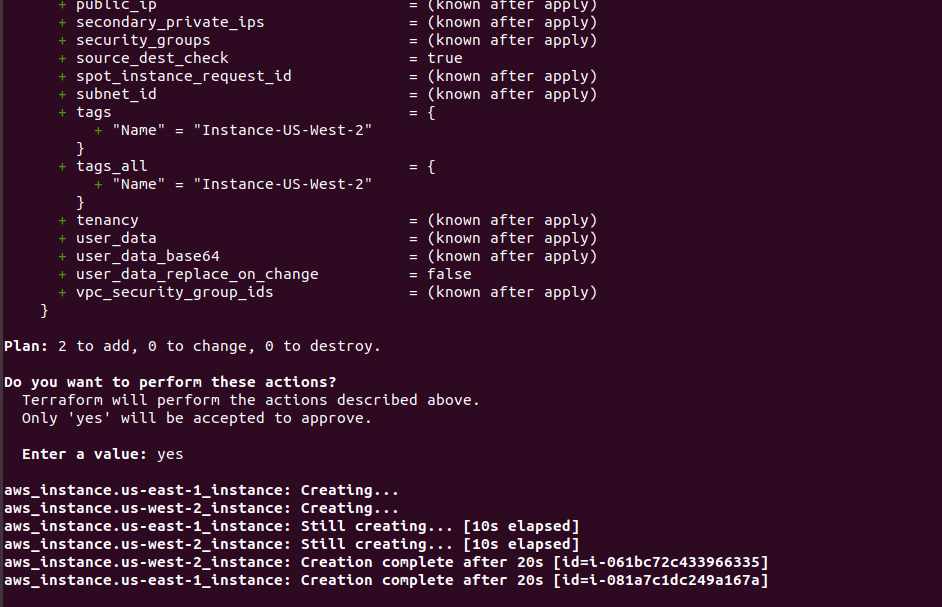 + public_ip = (known after apply)
+ secondary_private_ips = (known after apply)
+ security_groups = (known after apply)
+ source_dest_check = true
+ spot_instance_request_id = (known after apply)
+ subnet_id = (known after apply)
+ tags = {
+ "Name" = "Instance-US-West-2"
}
+ tags_all = {
+ "Name" = "Instance-US-West-2"
}
+ tenancy = (known after apply)
+ user_data = (known after apply)
+ user_data_base64 = (known after apply)
+ user_data_replace_on_change = false
+ vpc_security_group_ids = (known after apply)
}
Plan: 2 to add, 0 to change, 0 to destroy.
Do you want to perform these actions?
Terraform will perform the actions described above.
Only 'yes' will be accepted to approve.
Enter a value: yes
aws_instance.us-east-1_instance: Creating...
aws_instance.us-west-2_instance: Creating...
aws_instance.us-east-1_instance: Still creating... [10s elapsed]
aws_instance.us-west-2_instance: Still creating... [10s elapsed]
aws_instance.us-west-2_instance: Creation complete after 20s [id=i-061bc72c433966335]
aws_instance.us-east-1_instance: Creation complete after 20s [id=i-081a7c1dc249a167a]